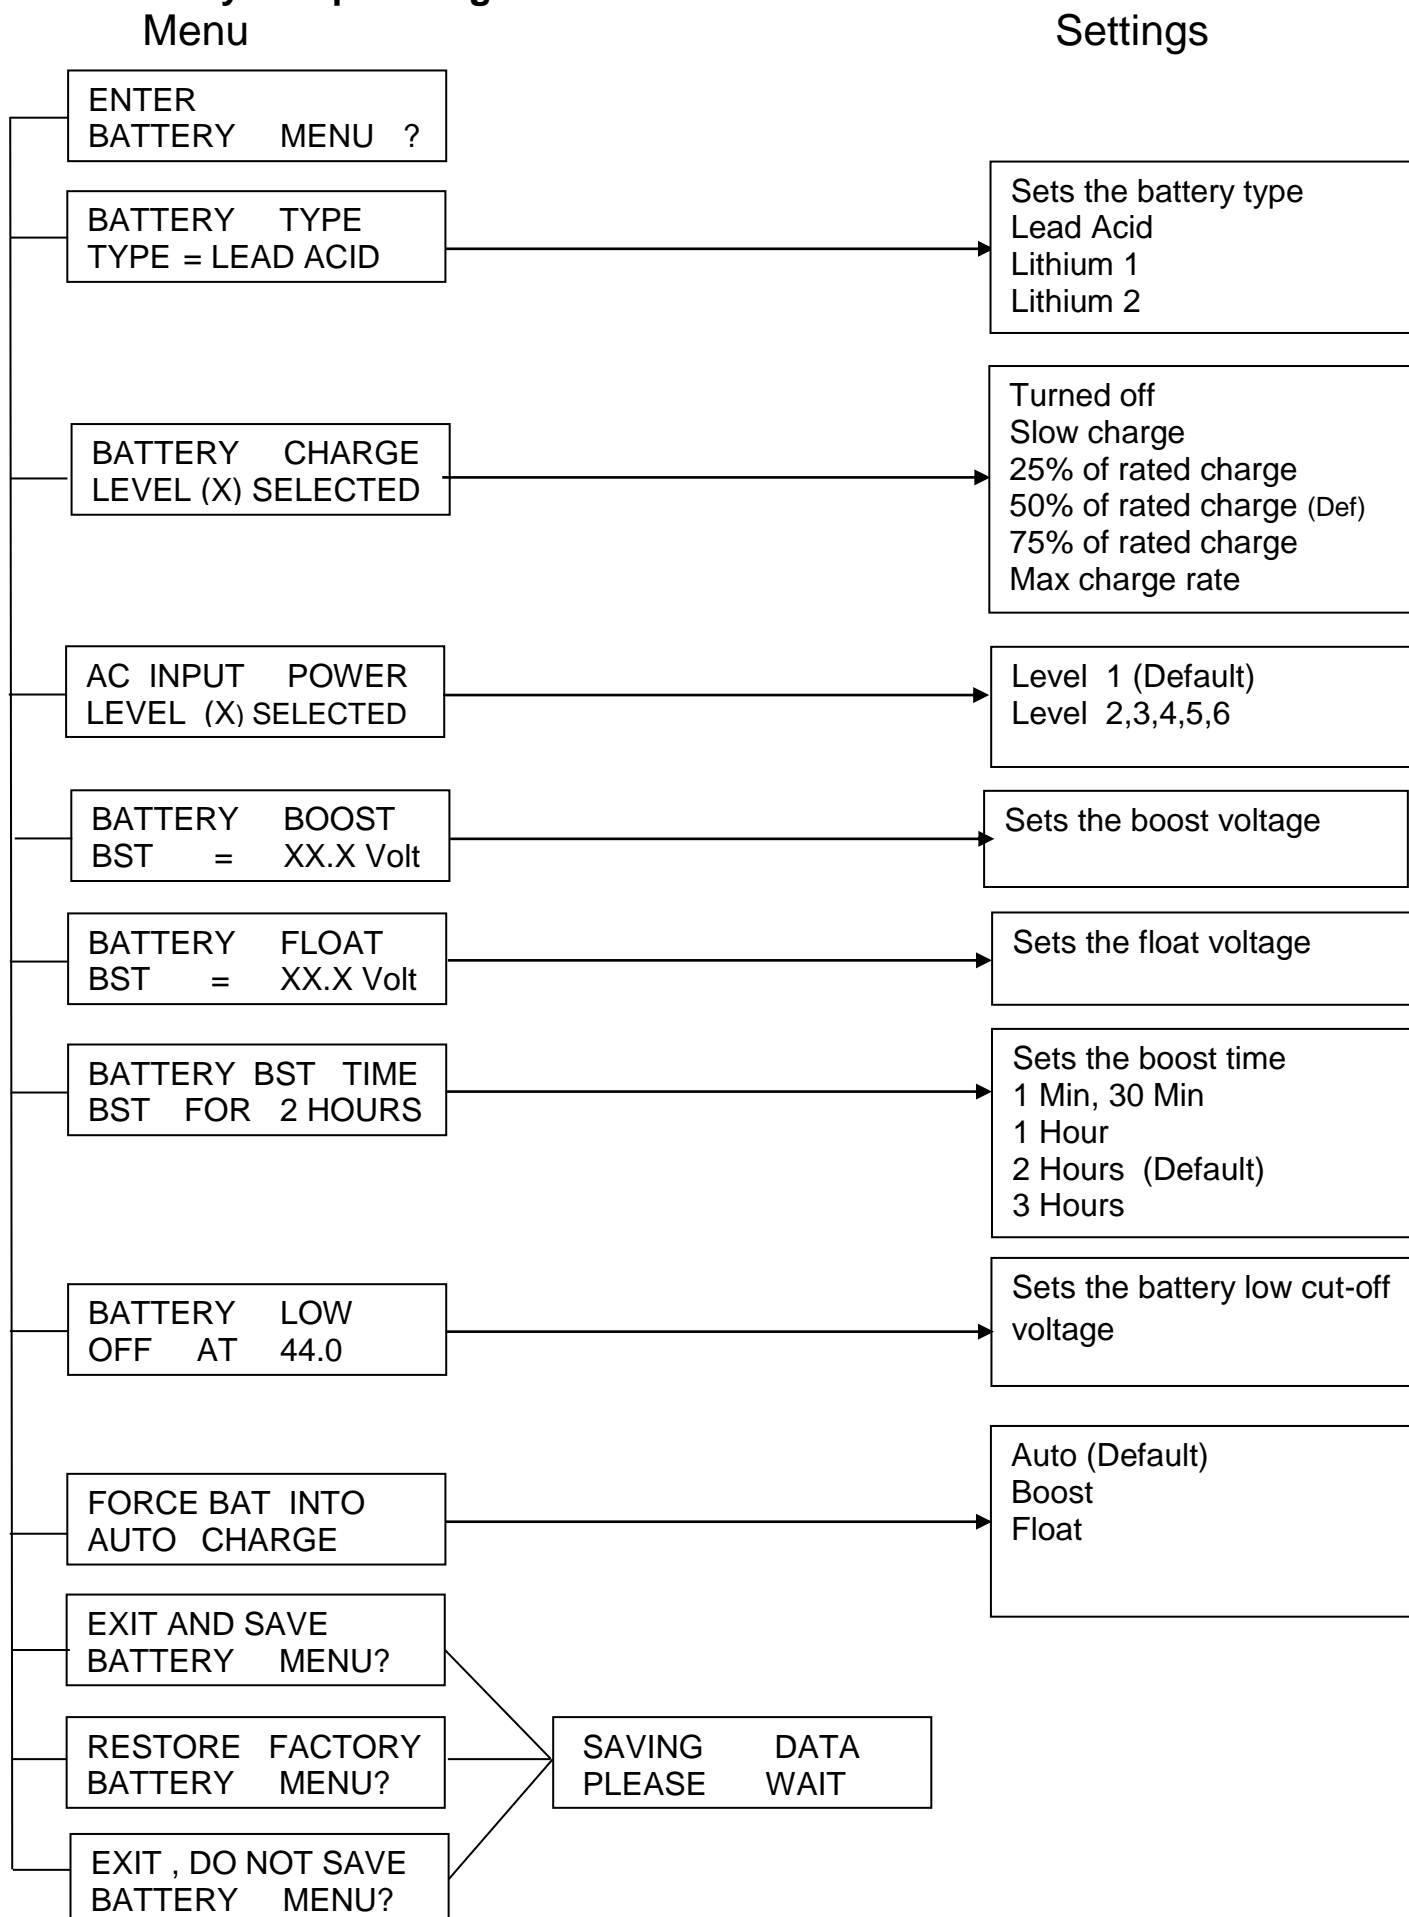 Menu
Settings
ENTER
BATTERY MENU ?
BATTERY TYPE
TYPE = LEAD ACID
Sets the battery type
Lead Acid
Lithium 1
Lithium 2
BATTERY CHARGE
LEVEL (X) SELECTED
Turned off
Slow charge
25% of rated charge
50% of rated charge (Def)
75% of rated charge
Max charge rate
AC INPUT POWER
LEVEL (X) SELECTED
Level 1 (Default)
Level 2,3,4,5,6
BATTERY BOOST
BST = XX.X Volt
Sets the boost voltage
BATTERY FLOAT
BST = XX.X Volt
Sets the float voltage
BATTERY BST TIME
BST FOR 2 HOURS
Sets the boost time
1 Min, 30 Min
1 Hour
2 Hours (Default)
3 Hours
BATTERY LOW
OFF AT 44.0
Sets the battery low cut-off
voltage
FORCE BAT INTO
AUTO CHARGE
Auto (Default)
Boost
Float
EXIT AND SAVE
BATTERY MENU?
RESTORE FACTORY
BATTERY MENU?
SAVING DATA
PLEASE WAIT
EXIT , DO NOT SAVE
BATTERY MENU?